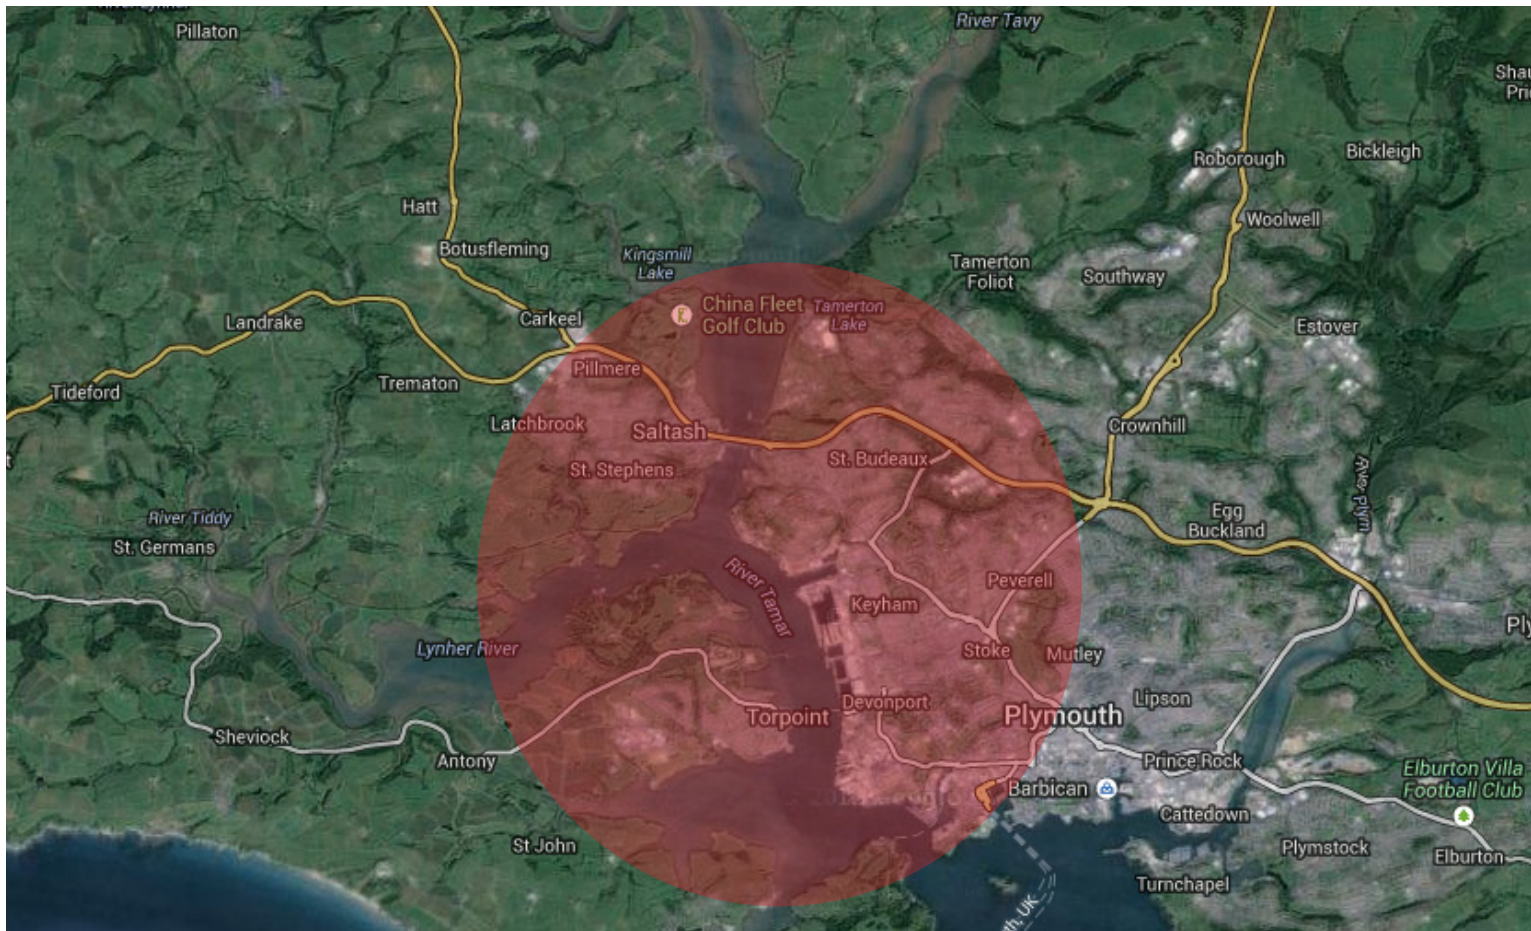 Pillaton
River Tavy
Bickleigh
Roborough
Hatt
Woolwell
Botusfleming
Kingsmill
Lake
Tamerton
Foliot
Southway
China Fleet
Golf Club
Tamerton
Lake
Carkeel
Landrake
Estover
Pillmere
Trematon
Tideford
Latchbrook
Saltash
Crownhill
St. Budeaux
St. Stephens
River Plym
River Tiddy
Egg
Buckland
St. Germans
River Tamar
Peverell
Keyham
Lynher River
Stoke
Mutley
Devonport
Lipson
Torpoint
Plymouth
Sheviock
Antony
Prince Rock
Elburton Villa
Football Club
Barbican
Cattedown
St John
Plymstock
Elburton
Turnchapel